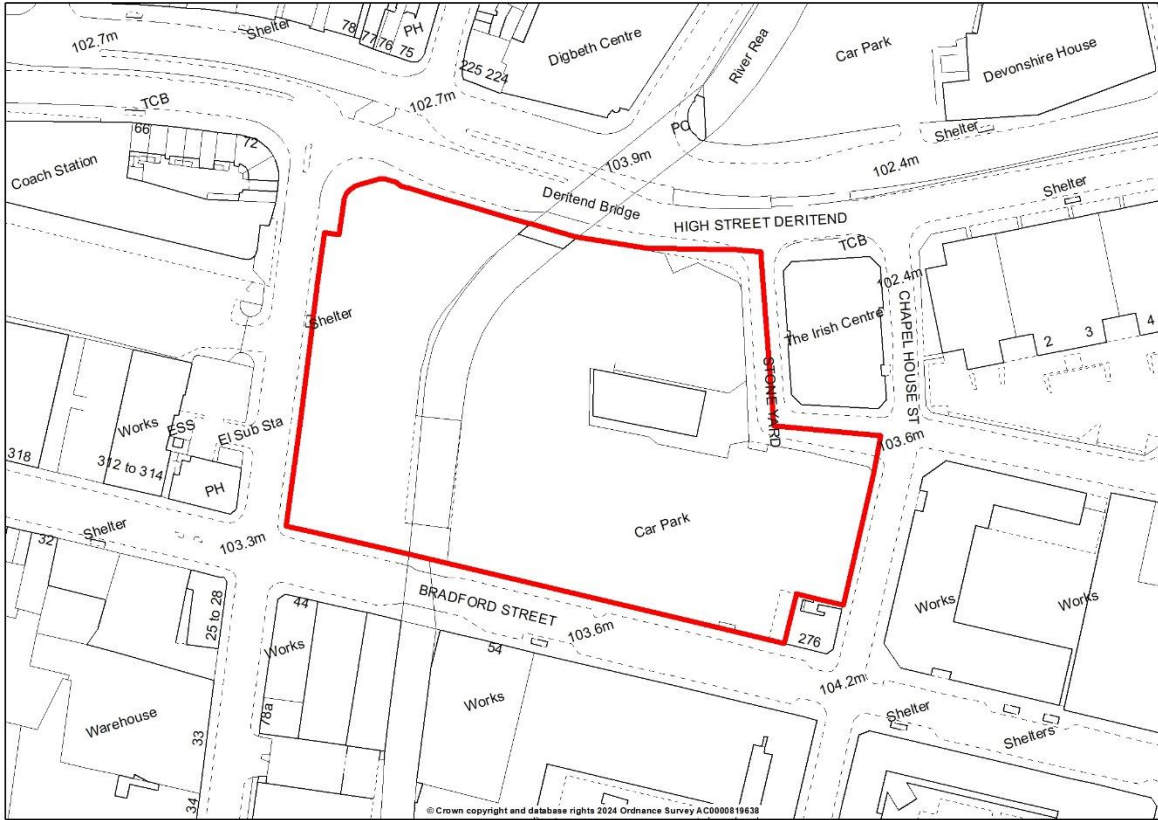 102.7m
Shelter
78
77
76
75
PH
225 224
Digbeth Centre
River Rea
Car Park
Devonshire House
TCB
102.7m
66
72
Coach Station
PO
Shelter
103.9m
102.4m
Deritend Bridge
HIGH STREET DERITEND
Shelter
TCB
102.4m
CHAPEL HOUSE ST
The Irish Centre
2
3
4
Shelter
STONE YARD
Works
ESS
El Sub Sta
318
312 to 314
PH
103.6m
Car Park
Shelter
103.3m
32
25 to 28
44
BRADFORD STREET
103.6m
276
Works
Works
Works
54
104.2m
Works
Shelter
Shelters
Warehouse
33
78a
34
© Crown copyright and database rights 2024 Ordnance Survey AC0000819638